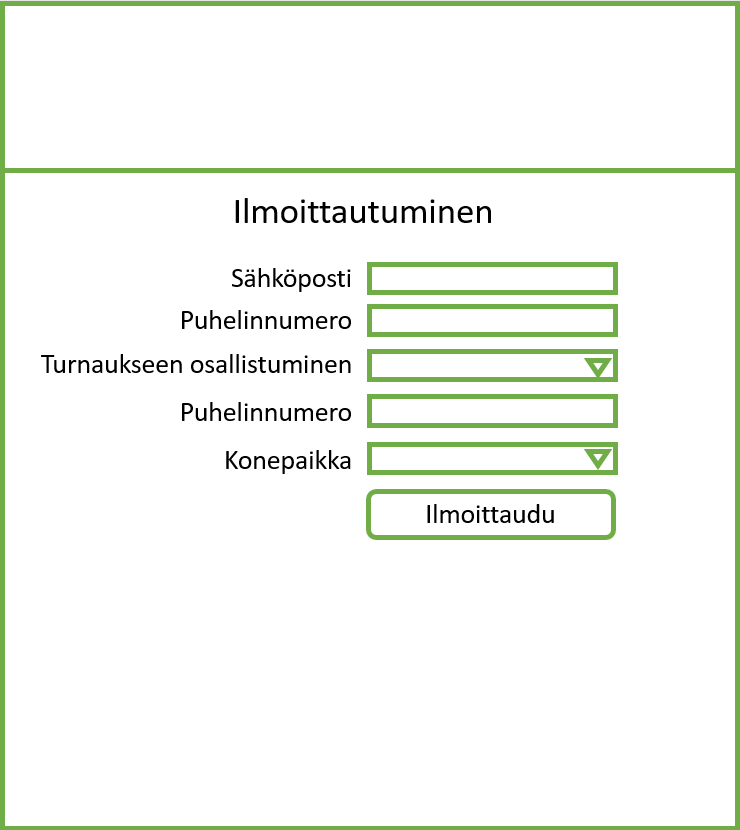 Ilmoittautuminen
Sähköposti
Puhelinnumero
Turnaukseen osallistuminen
Puhelinnumero
Konepaikka
Ilmoittaudu